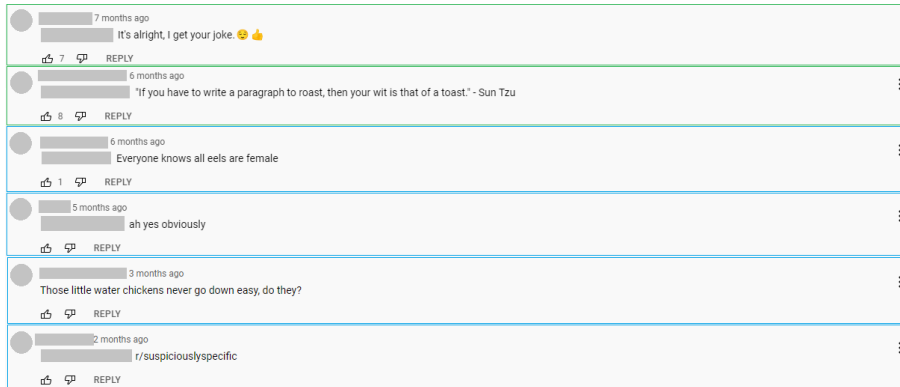 7 months ago
It's alright, I get your joke.😌👍
7 REPLY
6 months ago
"If you have to write a paragraph to roast, then your wit is that of a toast." - Sun Tzu
8 REPLY
6 months ago
Everyone knows all eels are female
1 REPLY
5 months ago
ah yes obviously
REPLY
3 months ago
Those little water chickens never go down easy, do they?
REPLY
2 months ago
r/suspiciouslyspecific
REPLY